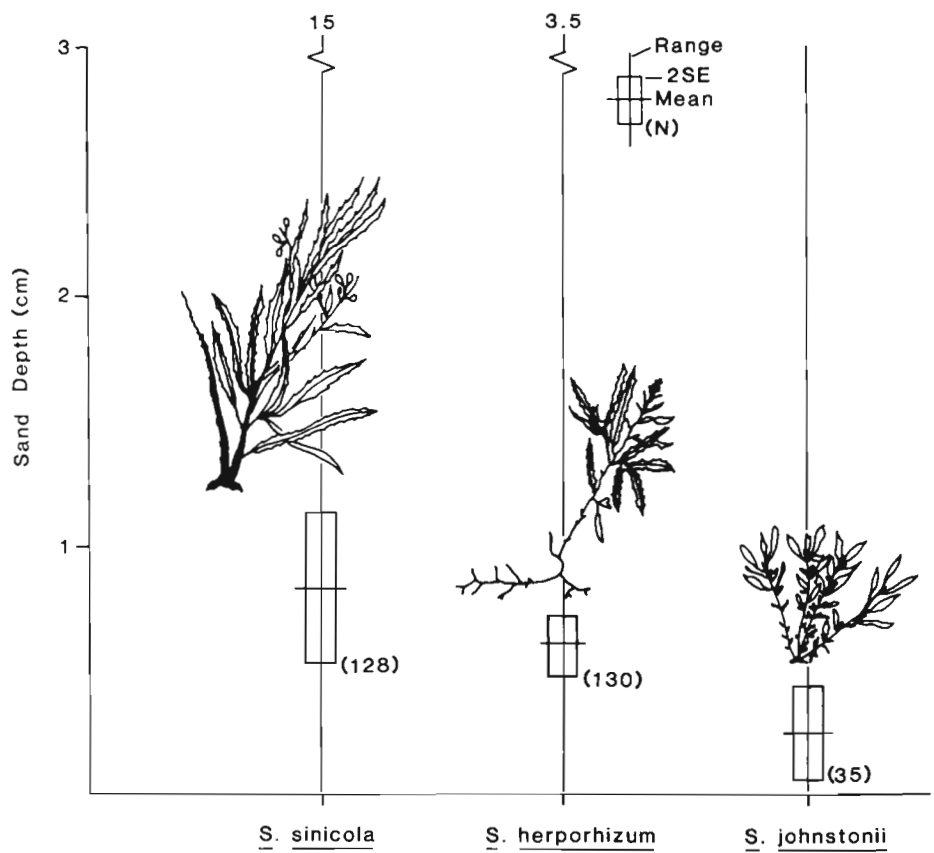 15
3.5
3
Range
2SE
Mean
(N)
2
Sand Depth (cm)
1
(128)
(130)
(35)
S. sinicola
S. herporhizum
S. johnstonii